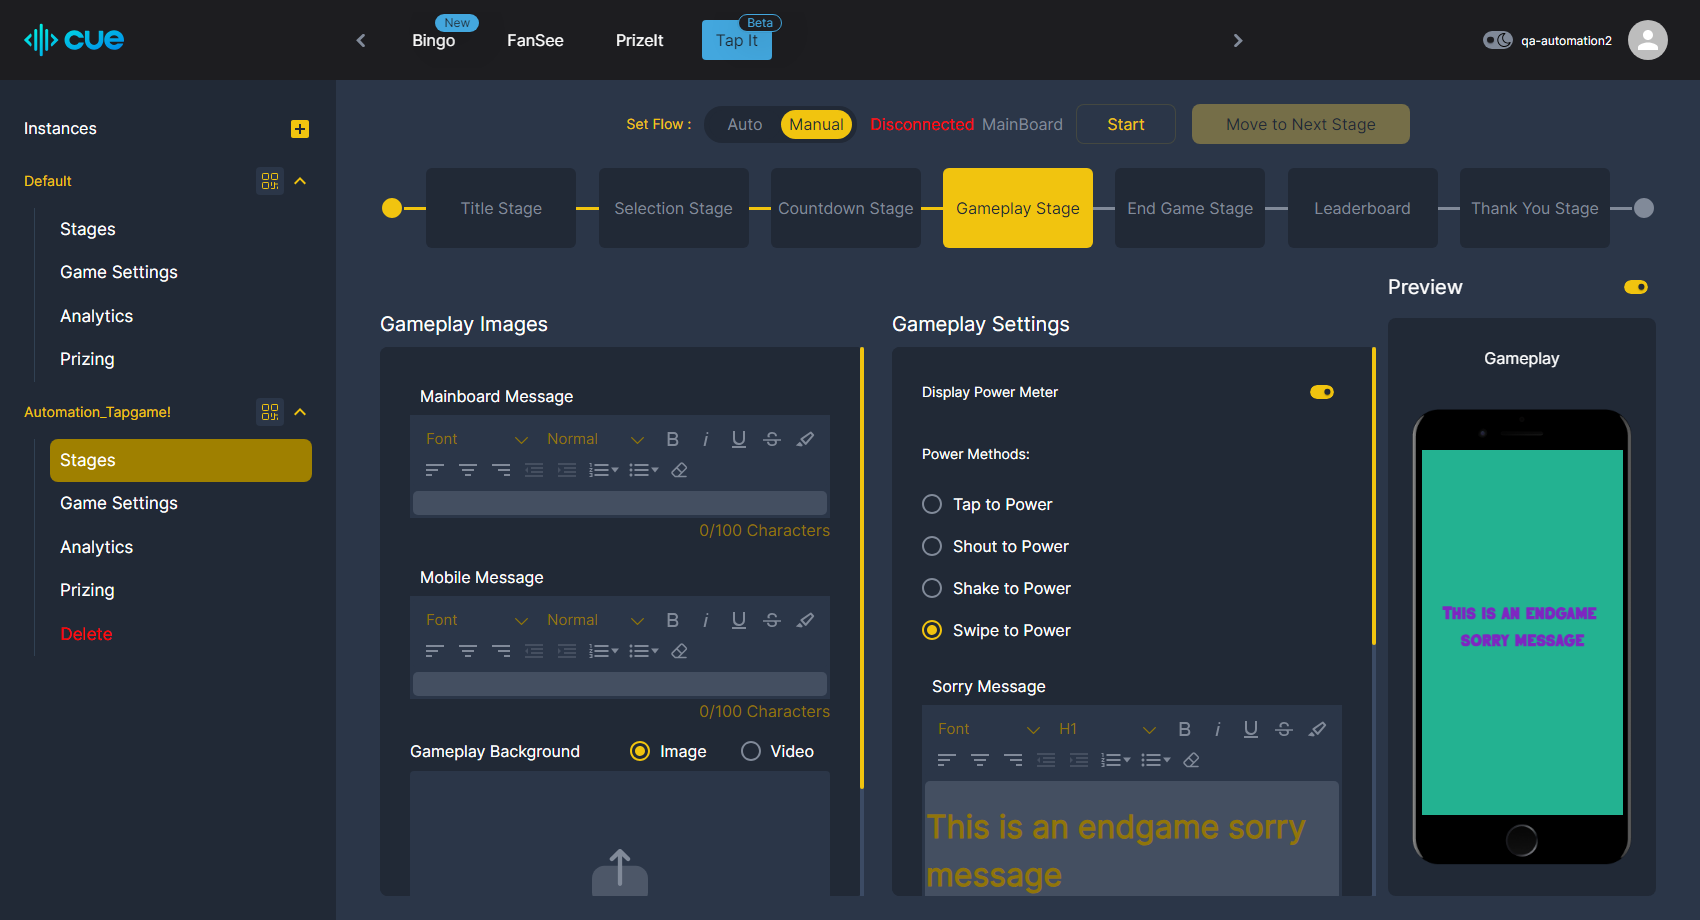 cue
New
Bingo
FanSee
PrizeIt
Beta
Tap It
qa-automation2
Instances
Default
Stages
Game Settings
Analytics
Prizing
Automation_Tapgame!
Stages
Game Settings
Analytics
Prizing
Delete
Set Flow :
Auto
Manual
Disconnected MainBoard
Start
Move to Next Stage
Title Stage
Selection Stage
Countdown Stage
Gameplay Stage
End Game Stage
Leaderboard
Thank You Stage
Gameplay Images
Mainboard Message
Font
Normal
0/100 Characters
Mobile Message
Font
Normal
0/100 Characters
Gameplay Background
Image
Video
Gameplay Settings
Display Power Meter
Power Methods:
Tap to Power
Shout to Power
Shake to Power
Swipe to Power
Sorry Message
Font
H1
This is an endgame sorry
message
Preview
Gameplay
This is an endgame
sorry message